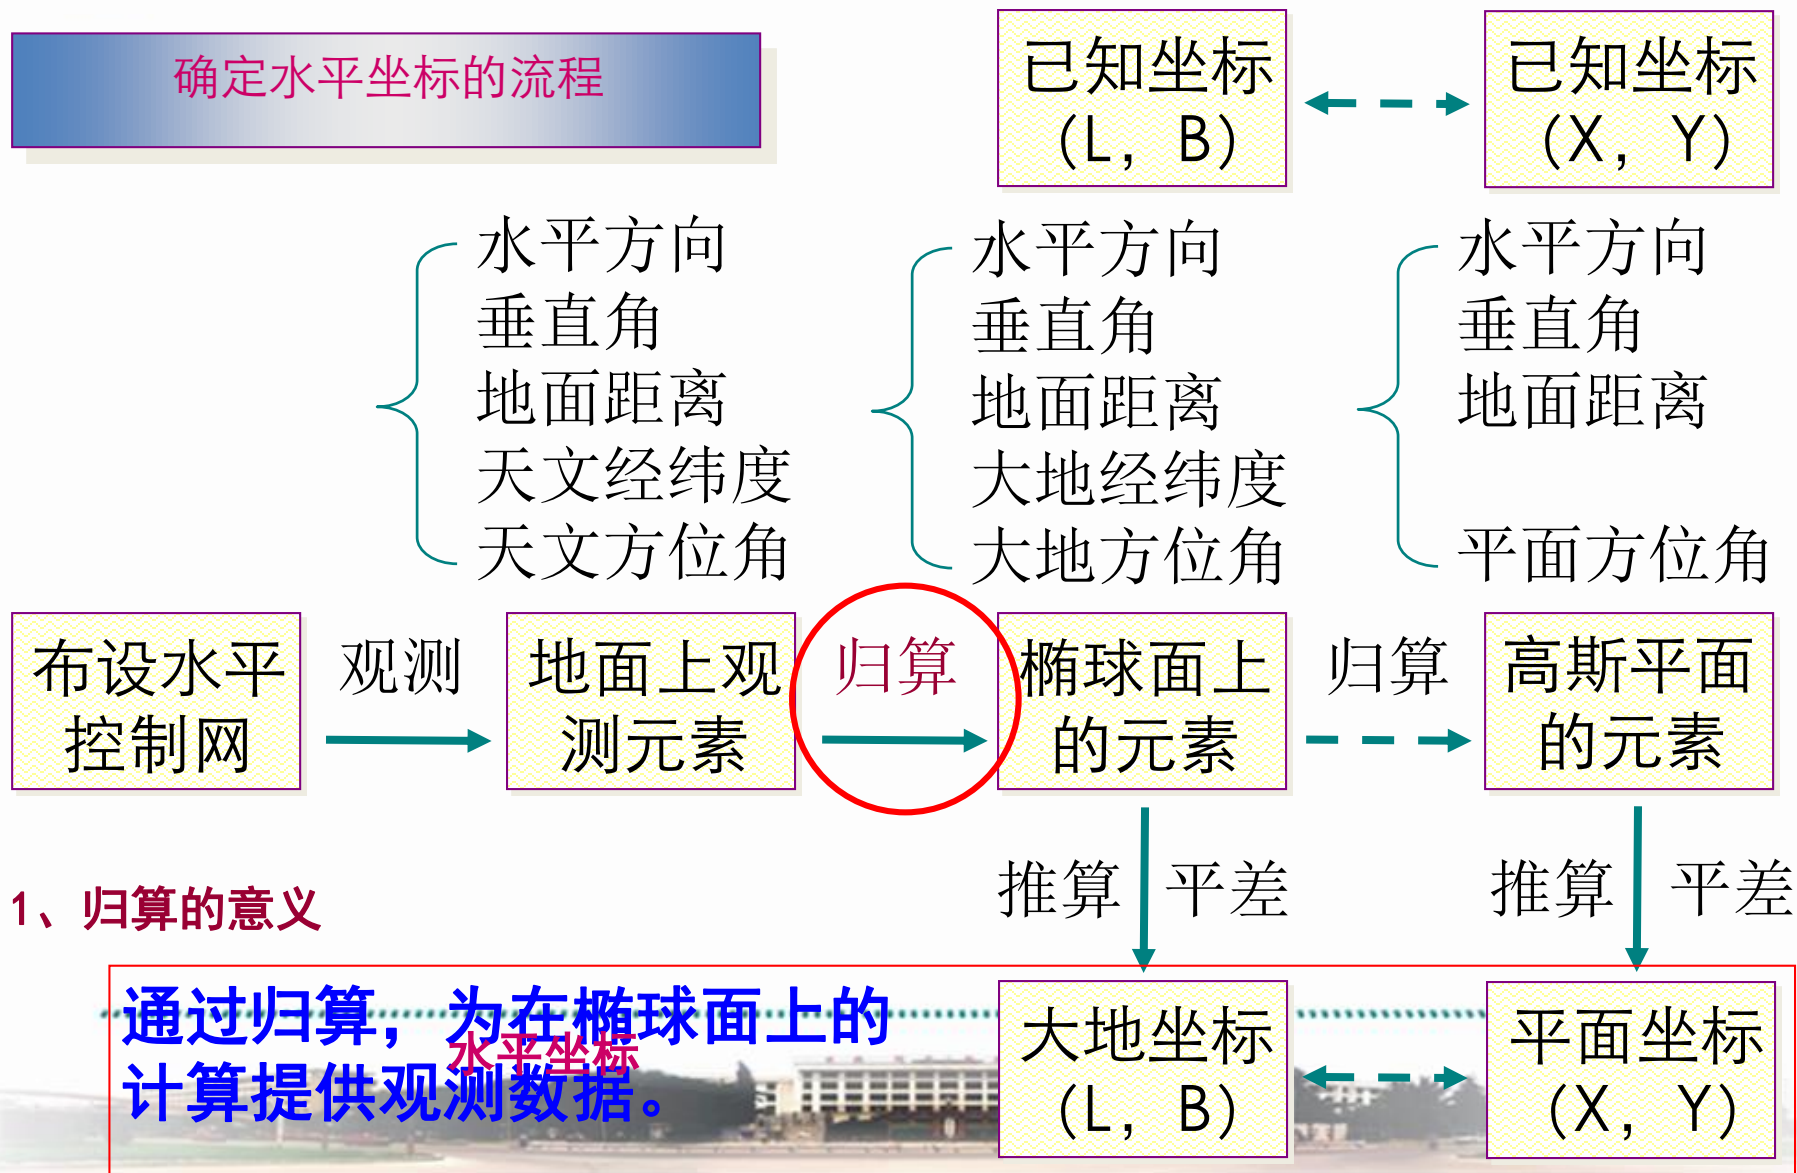 确定水平坐标的流程
已知坐标
(L, B)
已知坐标
(X, Y)
水平方向
垂直角
地面距离
天文经纬度
天文方位角
水平方向
垂直角
地面距离
大地经纬度
大地方位角
水平方向
垂直角
地面距离
平面方位角
布设水平
控制网
观测
地面上观
测元素
归算
椭球面上
的元素
归算
高斯平面
的元素
推算 平差
推算 平差
1、归算的意义
通过归算，为在椭球面上的
计算提供观测数据。
水平坐标
大地坐标
(L, B)
平面坐标
(X, Y)